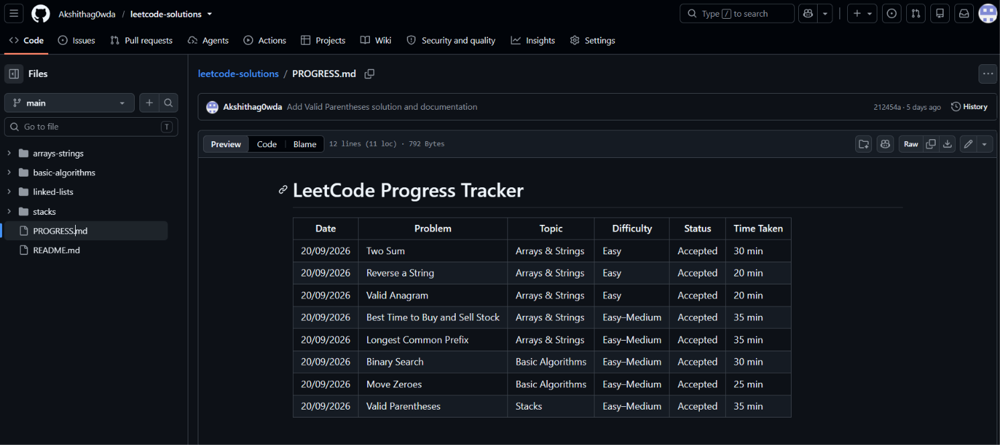 Akshithag0wda / leetcode-solutions
Type / to search
Code Issues Pull requests Agents Actions Projects Wiki Security and quality Insights Settings
Files
main
Go to file T
arrays-strings
basic-algorithms
linked-lists
stacks
PROGRESS.md
README.md
leetcode-solutions / PROGRESS.md
Akshithag0wda Add Valid Parentheses solution and documentation 212454a · 5 days ago History
Preview Code Blame 12 lines (11 loc) · 792 Bytes Raw
LeetCode Progress Tracker
Date Problem Topic Difficulty Status Time Taken
20/09/2026 Two Sum Arrays & Strings Easy Accepted 30 min
20/09/2026 Reverse a String Arrays & Strings Easy Accepted 20 min
20/09/2026 Valid Anagram Arrays & Strings Easy Accepted 20 min
20/09/2026 Best Time to Buy and Sell Stock Arrays & Strings Easy–Medium Accepted 35 min
20/09/2026 Longest Common Prefix Arrays & Strings Easy–Medium Accepted 35 min
20/09/2026 Binary Search Basic Algorithms Easy–Medium Accepted 30 min
20/09/2026 Move Zeroes Basic Algorithms Easy–Medium Accepted 25 min
20/09/2026 Valid Parentheses Stacks Easy–Medium Accepted 35 min